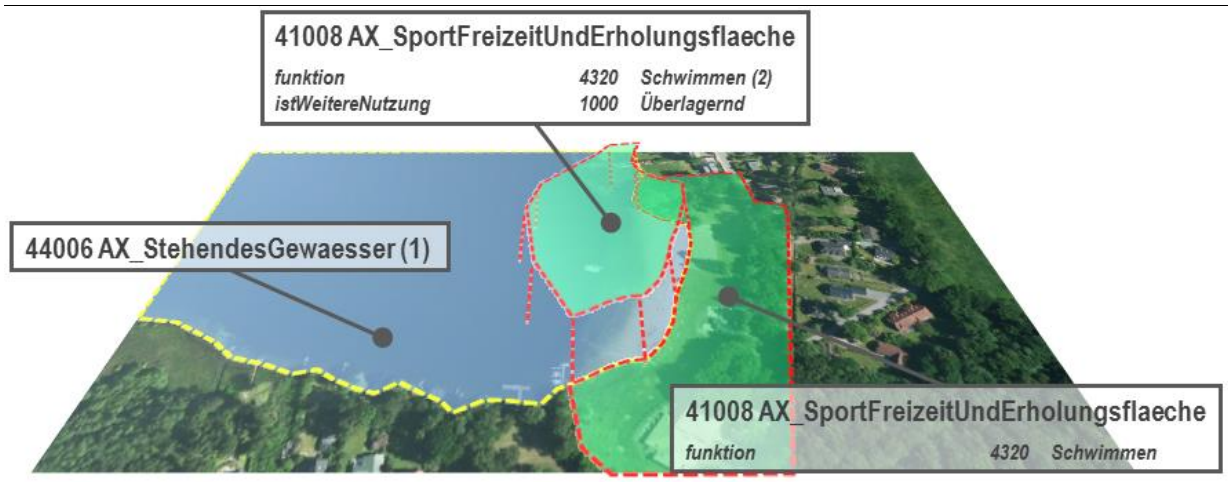 41008 AX_SportFreizeitUndErholungsflaeche
funktion 4320 Schwimmen (2)
istWeitereNutzung 1000 Überlagernd
44006 AX_StehendesGewaesser (1)
41008 AX_SportFreizeitUndErholungsflaeche
funktion 4320 Schwimmen